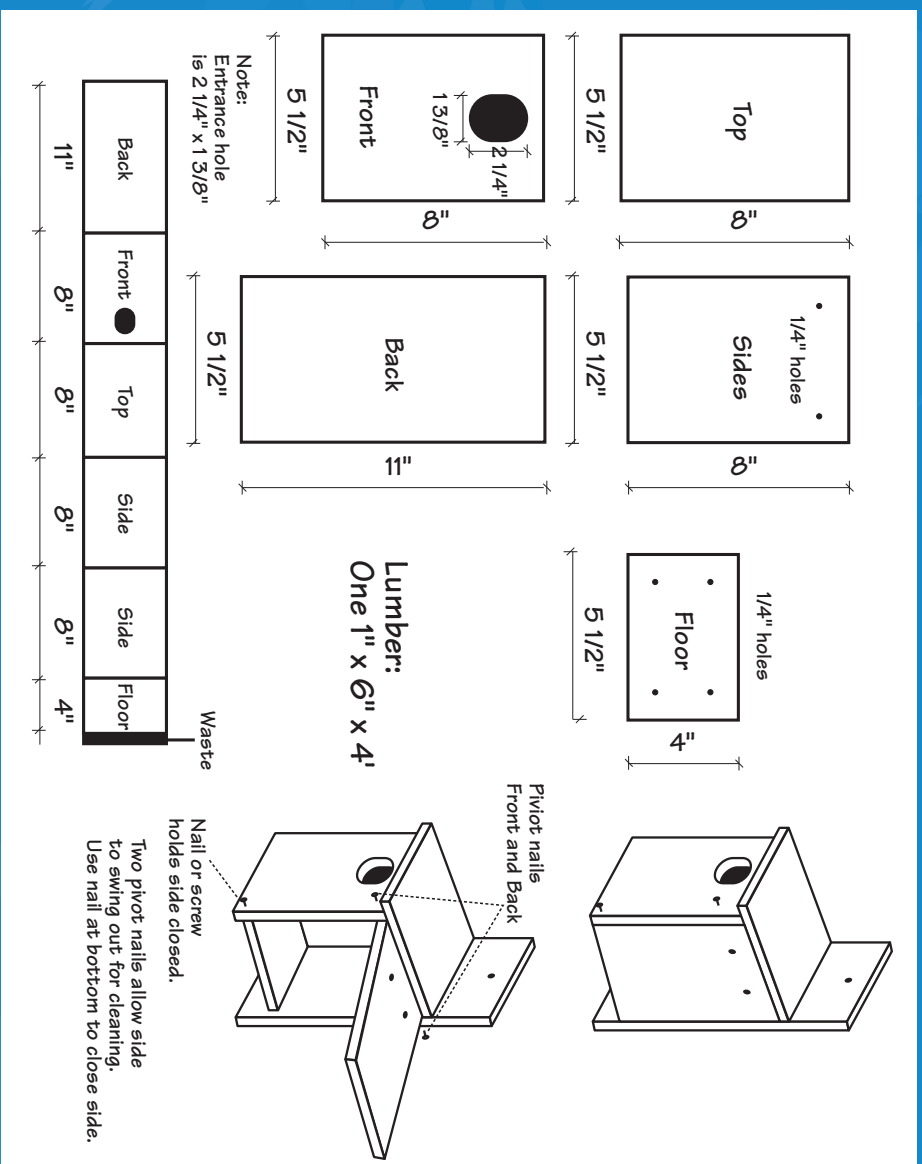 Top
8"
5 1/2"
1/4" holes
Sides
8"
5 1/2"
1/4" holes
Floor
4"
5 1/2"
2 1/4"
1 3/8"
Front
8"
5 1/2"
Note:
Entrance hole
is 2 1/4" x 1 3/8"
Back
11"
5 1/2"
Lumber:
One 1" x 6" x 4'
Piviot nails
Front and Back
Nail or screw
holds side closed.
Two pivot nails allow side
to swing out for cleaning.
Use nail at bottom to close side.
Waste
Back Front Top Side Side Floor
11" 8" 8" 8" 8" 4"